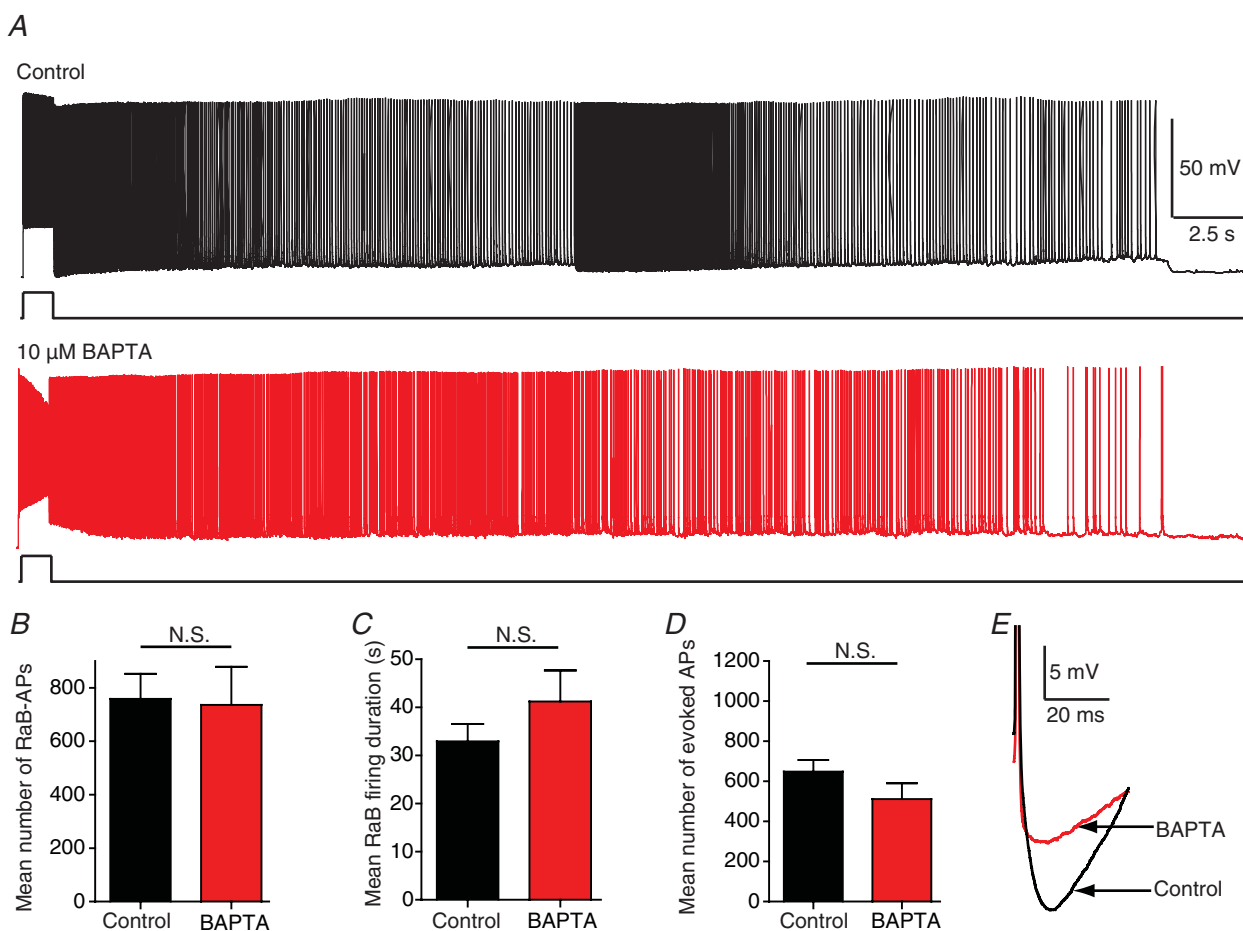 A
Control
50 mV
2.5 s
10 µM BAPTA
B
N.S.
Mean number of RaB-APs
800
600
400
200
0
Control
BAPTA
C
N.S.
Mean RaB firing duration (s)
50
40
30
20
10
0
Control
BAPTA
D
N.S.
Mean number of evoked APs
1200
1000
800
600
400
200
0
Control
BAPTA
E
5 mV
20 ms
BAPTA
Control